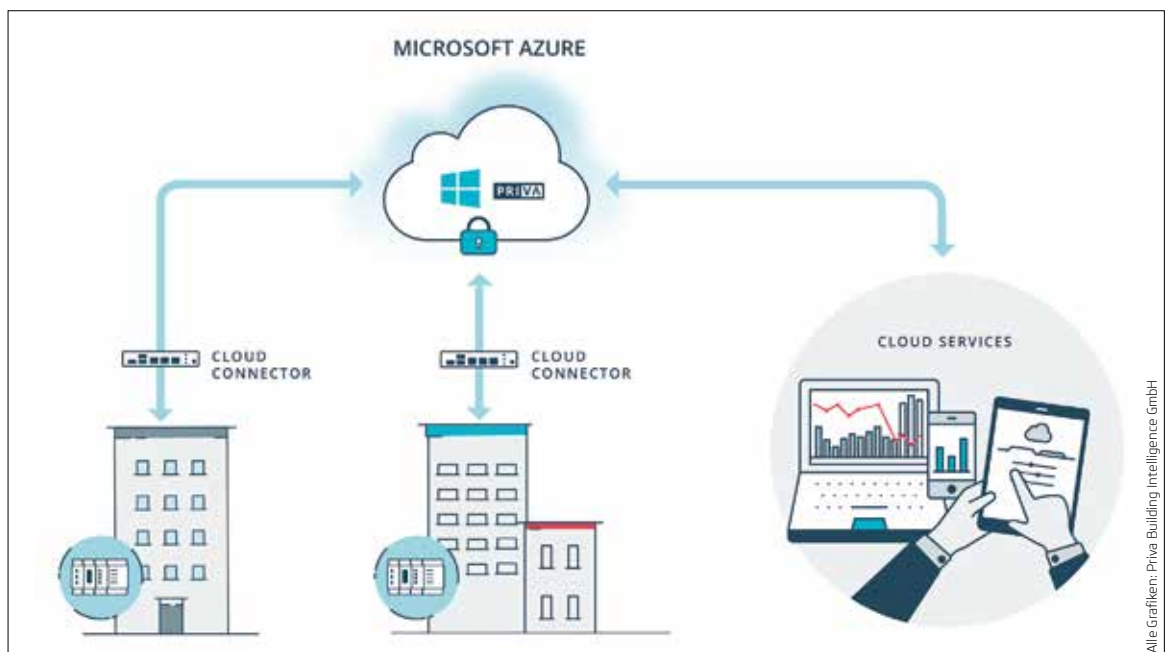 MICROSOFT AZURE
PRIVA
CLOUD
CONNECTOR
CLOUD
CONNECTOR
CLOUD SERVICES
Alle Grafiken: Priva Building Intelligence GmbH